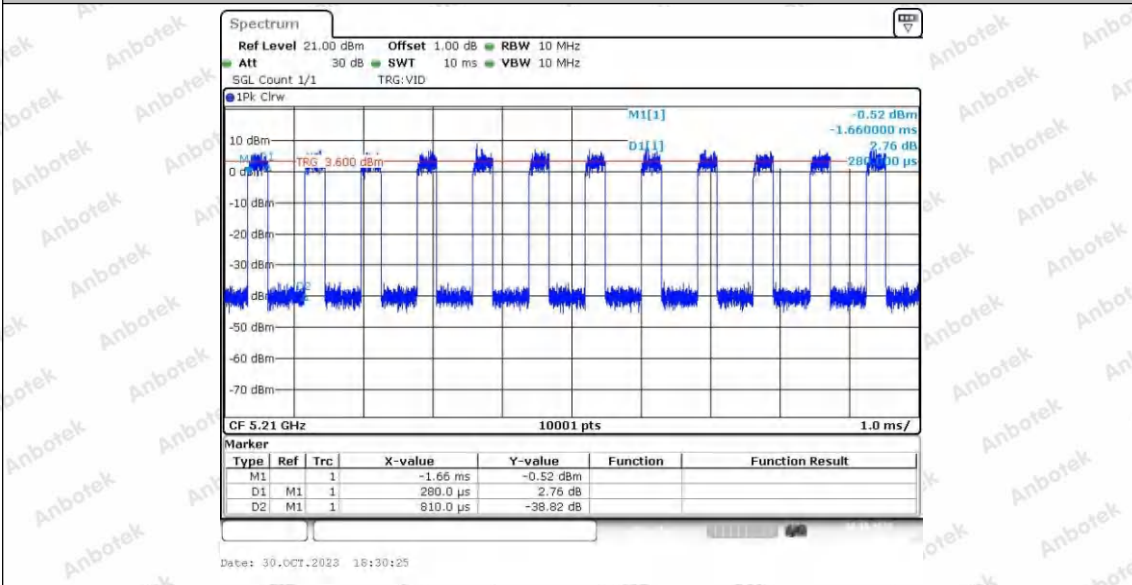 Spectrum
Ref Level 21.00 dBm Offset 1.00 dB RBW 10 MHz
Att 30 dB SWT 10 ms VBW 10 MHz
SGL Count 1/1 TRG:VID
1Pk Clrw
M1[1] -0.52 dBm
-1.660000 ms
10 dBm D1[1] 2.76 dB
TRG 3.600 dBm
0 dBm
-10 dBm
-20 dBm
-30 dBm
D2
dBm
-50 dBm
-60 dBm
-70 dBm
CF 5.21 GHz 10001 pts 1.0 ms/
Marker
Type Ref Trc X-value Y-value Function Function Result
M1 1 -1.66 ms -0.52 dBm
D1 M1 1 280.0 µs 2.76 dB
D2 M1 1 810.0 µs -38.82 dB
Date: 30.OCT.2023 18:30:25
Anbotek